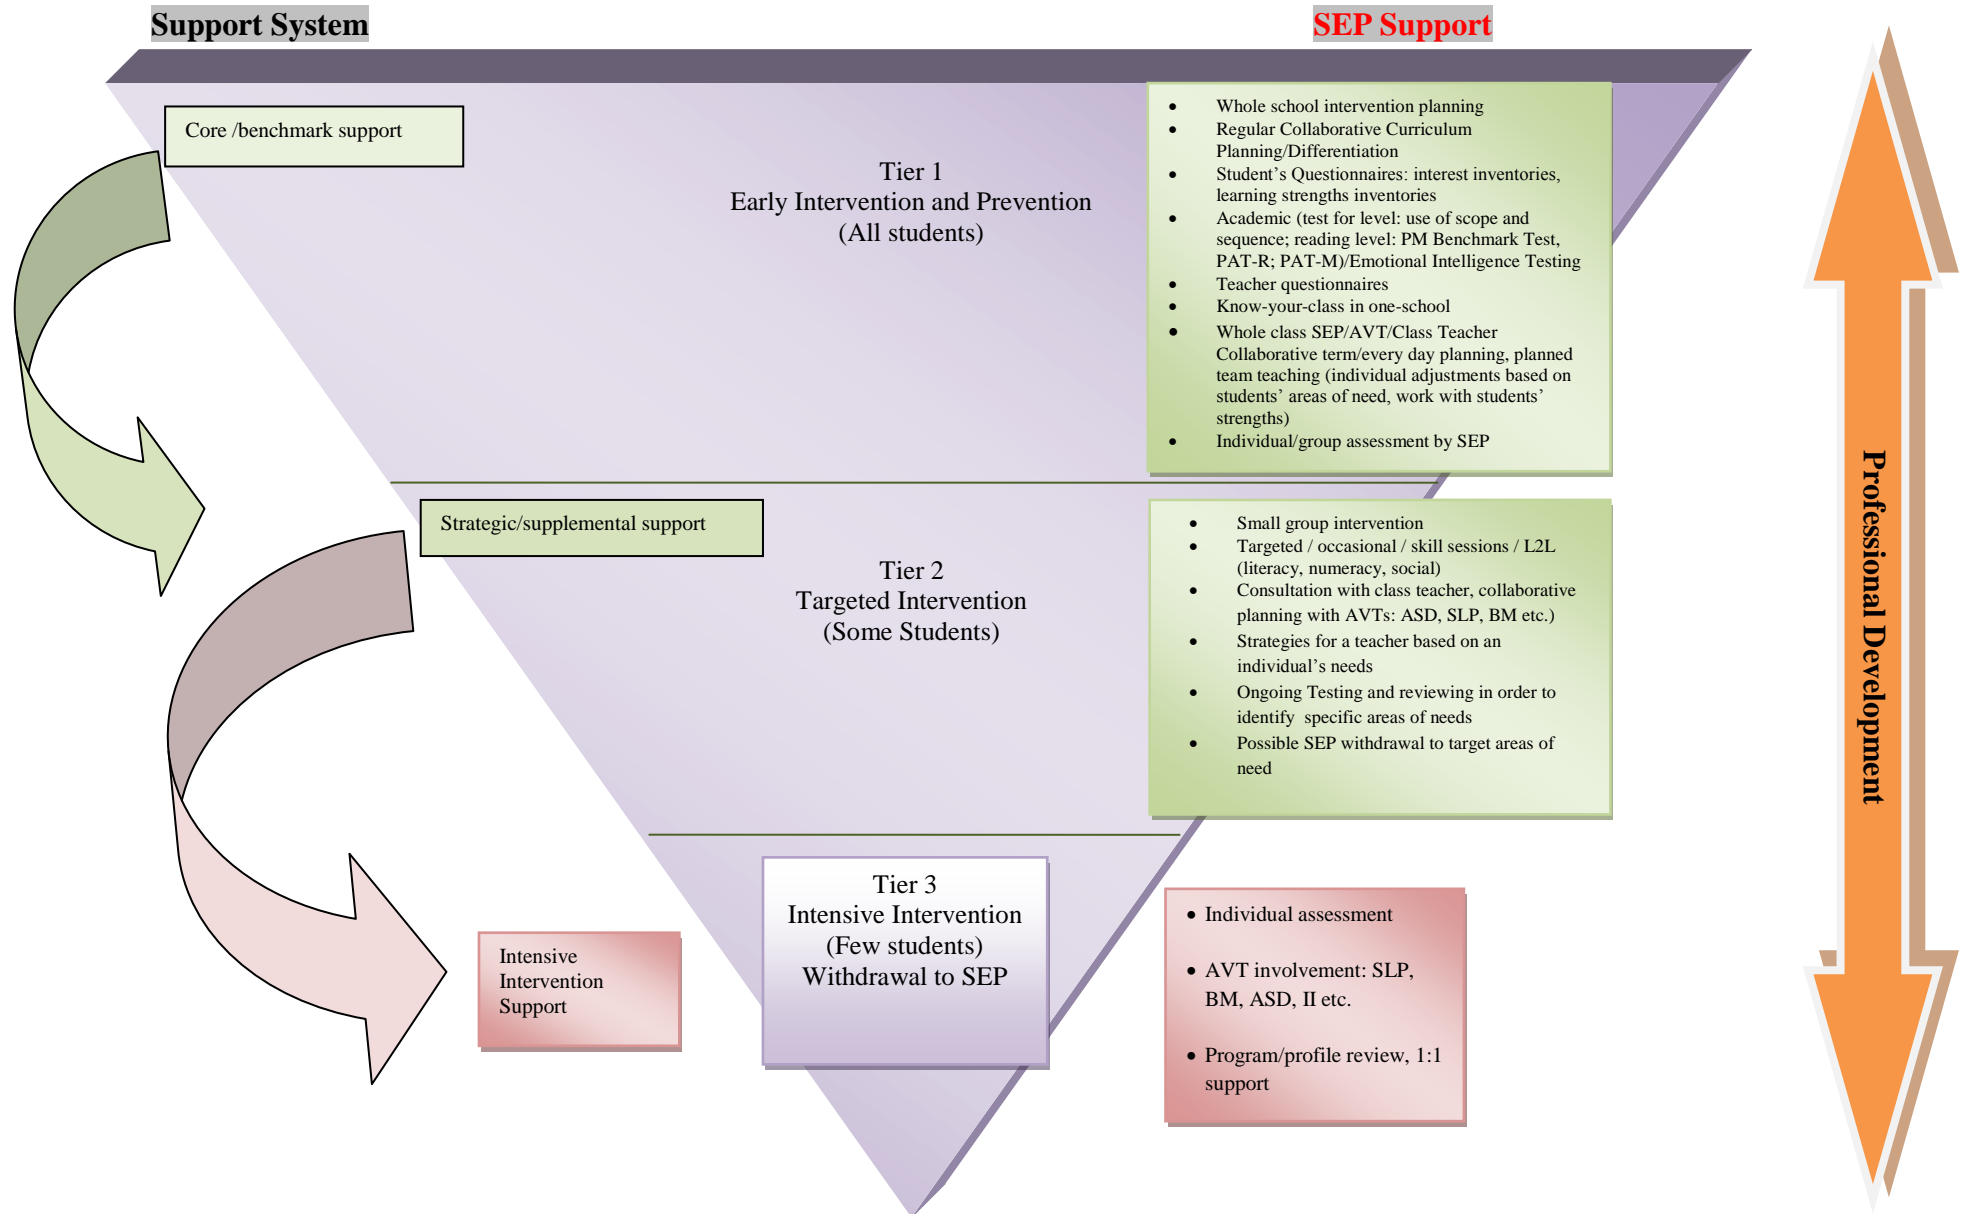 Support System
SEP Support
Core /benchmark support
Tier 1
Early Intervention and Prevention
(All students)
• Whole school intervention planning
• Regular Collaborative Curriculum
Planning/Differentiation
• Student’s Questionnaires: interest inventories,
learning strengths inventories
• Academic (test for level: use of scope and
sequence; reading level: PM Benchmark Test,
PAT-R; PAT-M)/Emotional Intelligence Testing
• Teacher questionnaires
• Know-your-class in one-school
• Whole class SEP/AVT/Class Teacher
Collaborative term/every day planning, planned
team teaching (individual adjustments based on
students’ areas of need, work with students’
strengths)
• Individual/group assessment by SEP
Strategic/supplemental support
Tier 2
Targeted Intervention
(Some Students)
• Small group intervention
• Targeted / occasional / skill sessions / L2L
(literacy, numeracy, social)
• Consultation with class teacher, collaborative
planning with AVTs: ASD, SLP, BM etc.)
• Strategies for a teacher based on an
individual’s needs
• Ongoing Testing and reviewing in order to
identify specific areas of needs
• Possible SEP withdrawal to target areas of
need
Intensive
Intervention
Support
Tier 3
Intensive Intervention
(Few students)
Withdrawal to SEP
• Individual assessment
• AVT involvement: SLP,
BM, ASD, II etc.
• Program/profile review, 1:1
support
Professional Development